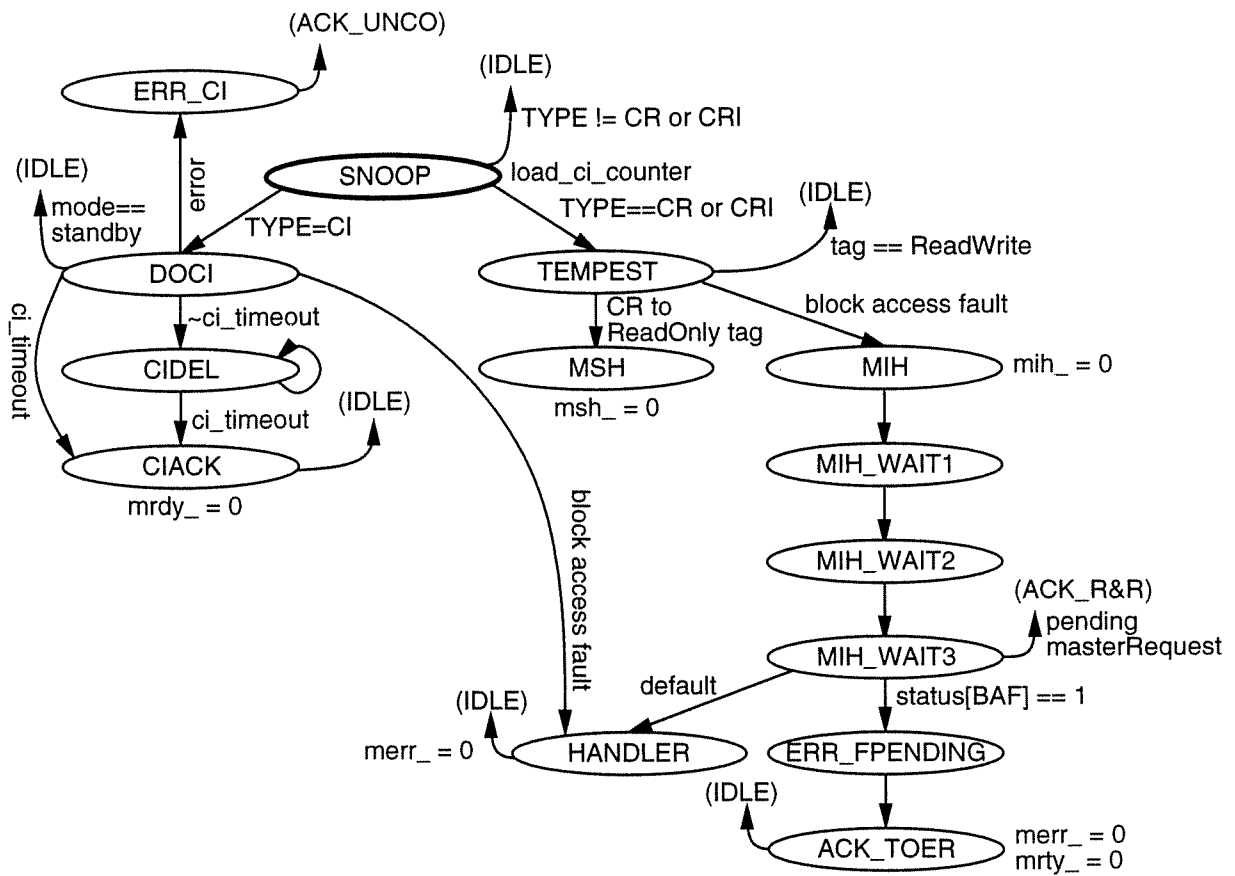 (ACK_UNCO)
ERR_CI
(IDLE)
TYPE != CR or CRI
(IDLE)
error
SNOOP
load_ci_counter
mode==
standby
TYPE=CI
TYPE==CR or CRI
(IDLE)
tag == ReadWrite
DOCI
TEMPEST
ci_timeout
~ci_timeout
CR to
ReadOnly tag
block access fault
CIDEL
MSH
msh_ = 0
MIH
mih_ = 0
ci_timeout
(IDLE)
CIACK
mrdy_ = 0
MIH_WAIT1
block access fault
MIH_WAIT2
(ACK_R&R)
pending
masterRequest
MIH_WAIT3
default
status[BAF] == 1
(IDLE)
merr_ = 0
HANDLER
ERR_FPENDING
(IDLE)
ACK_TOER
merr_ = 0
mrty_ = 0